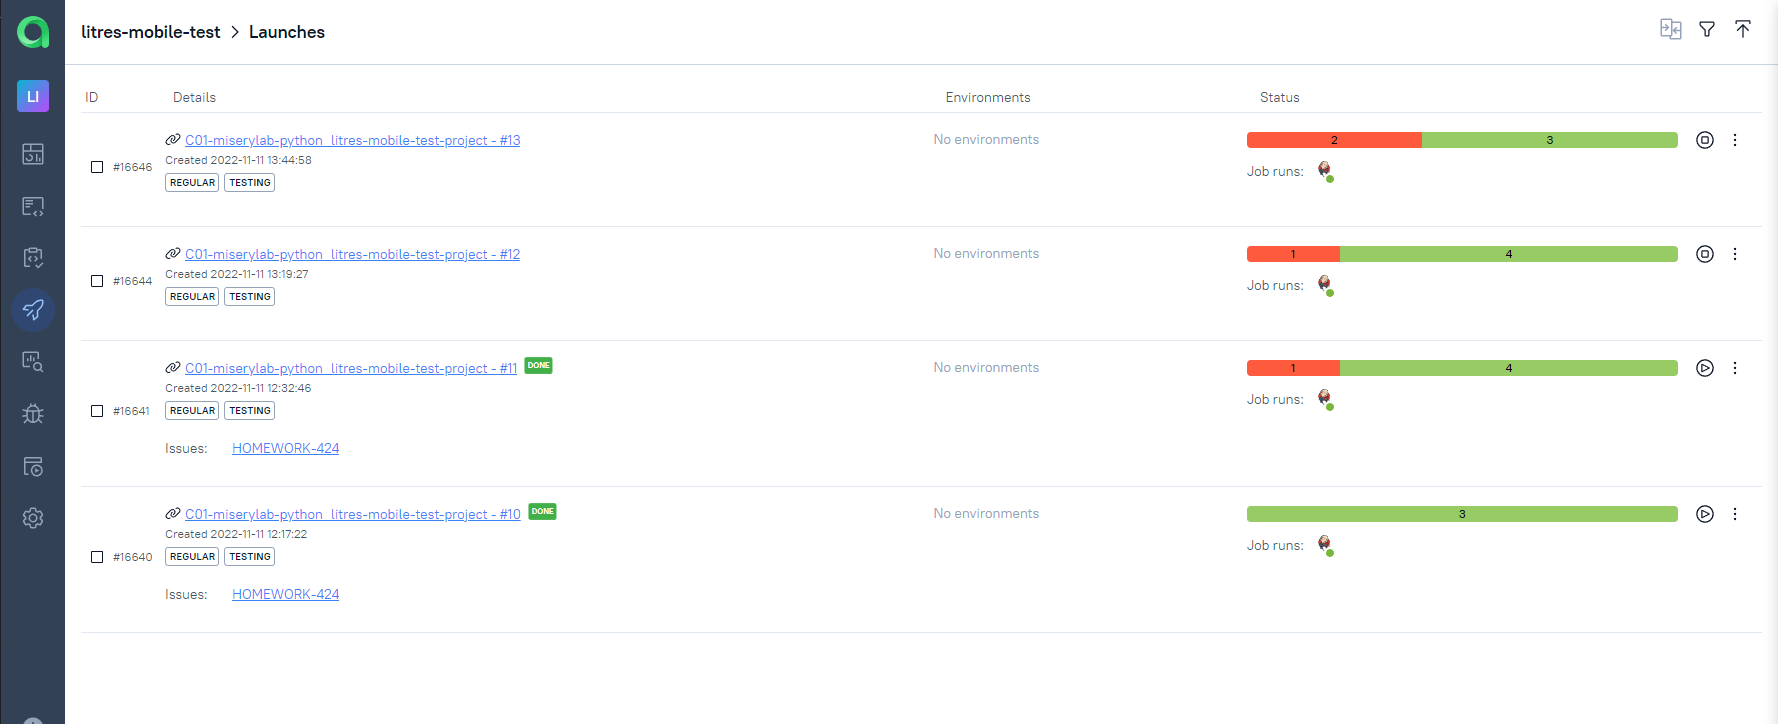 litres-mobile-test > Launches
LI
ID Details Environments Status
C01-miserylab-python_litres-mobile-test-project - #13 No environments 2 3
Created 2022-11-11 13:44:58
#16646
Job runs:
REGULAR TESTING
C01-miserylab-python_litres-mobile-test-project - #12 No environments 1 4
Created 2022-11-11 13:19:27
#16644
Job runs:
REGULAR TESTING
C01-miserylab-python_litres-mobile-test-project - #11 DONE No environments 1 4
Created 2022-11-11 12:32:46
Job runs:
#16641 REGULAR TESTING
Issues: HOMEWORK-424
C01-miserylab-python_litres-mobile-test-project - #10 DONE No environments 3
Created 2022-11-11 12:17:22
Job runs:
#16640 REGULAR TESTING
Issues: HOMEWORK-424